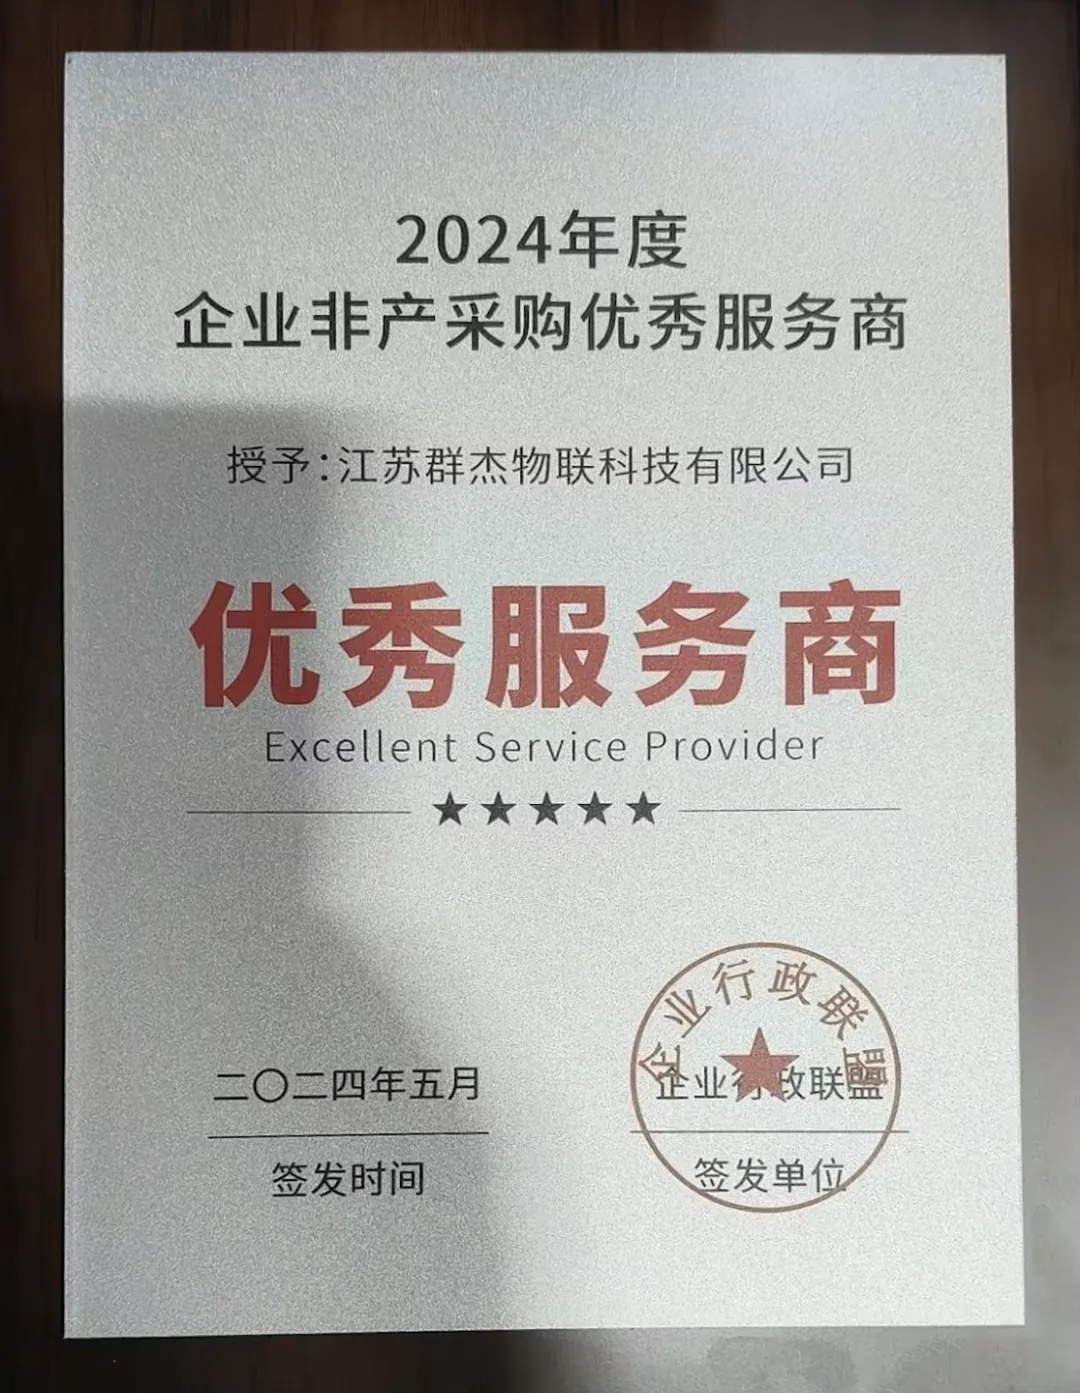 2024年度
企业非产采购优秀服务商
授予:江苏群杰物联科技有限公司
优秀服务商
Excellent Service Provider
二〇二四年五月
签发时间
企业行政联盟
企业行政联盟
签发单位